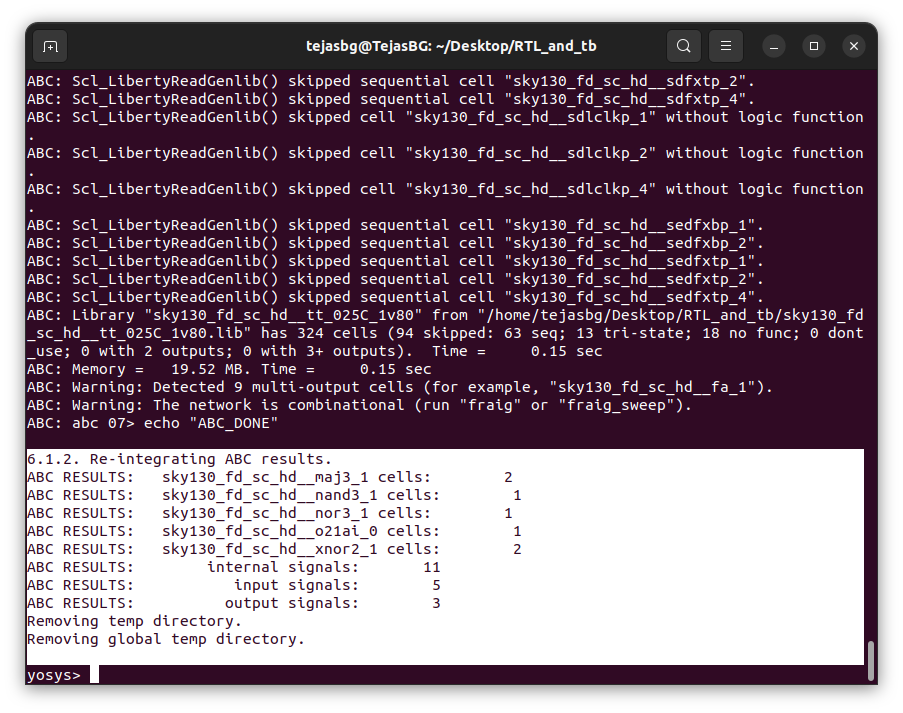 tejasbg@TejasBG: ~/Desktop/RTL_and_tb
ABC: Scl_LibertyReadGenlib() skipped sequential cell "sky130_fd_sc_hd__sdfxtp_2".
ABC: Scl_LibertyReadGenlib() skipped sequential cell "sky130_fd_sc_hd__sdfxtp_4".
ABC: Scl_LibertyReadGenlib() skipped cell "sky130_fd_sc_hd__sdlclkp_1" without logic function
.
ABC: Scl_LibertyReadGenlib() skipped cell "sky130_fd_sc_hd__sdlclkp_2" without logic function
.
ABC: Scl_LibertyReadGenlib() skipped cell "sky130_fd_sc_hd__sdlclkp_4" without logic function
.
ABC: Scl_LibertyReadGenlib() skipped sequential cell "sky130_fd_sc_hd__sedfxbp_1".
ABC: Scl_LibertyReadGenlib() skipped sequential cell "sky130_fd_sc_hd__sedfxbp_2".
ABC: Scl_LibertyReadGenlib() skipped sequential cell "sky130_fd_sc_hd__sedfxtp_1".
ABC: Scl_LibertyReadGenlib() skipped sequential cell "sky130_fd_sc_hd__sedfxtp_2".
ABC: Scl_LibertyReadGenlib() skipped sequential cell "sky130_fd_sc_hd__sedfxtp_4".
ABC: Library "sky130_fd_sc_hd__tt_025C_1v80" from "/home/tejasbg/Desktop/RTL_and_tb/sky130_fd
_sc_hd__tt_025C_1v80.lib" has 324 cells (94 skipped: 63 seq; 13 tri-state; 18 no func; 0 dont
_use; 0 with 2 outputs; 0 with 3+ outputs).  Time =     0.15 sec
ABC: Memory =   19.52 MB. Time =     0.15 sec
ABC: Warning: Detected 9 multi-output cells (for example, "sky130_fd_sc_hd__fa_1").
ABC: Warning: The network is combinational (run "fraig" or "fraig_sweep").
ABC: abc 07> echo "ABC_DONE"
6.1.2. Re-integrating ABC results.
ABC RESULTS:   sky130_fd_sc_hd__maj3_1 cells:        2
ABC RESULTS:   sky130_fd_sc_hd__nand3_1 cells:        1
ABC RESULTS:   sky130_fd_sc_hd__nor3_1 cells:        1
ABC RESULTS:   sky130_fd_sc_hd__o21ai_0 cells:        1
ABC RESULTS:   sky130_fd_sc_hd__xnor2_1 cells:        2
ABC RESULTS:        internal signals:       11
ABC RESULTS:           input signals:        5
ABC RESULTS:          output signals:        3
Removing temp directory.
Removing global temp directory.
yosys>